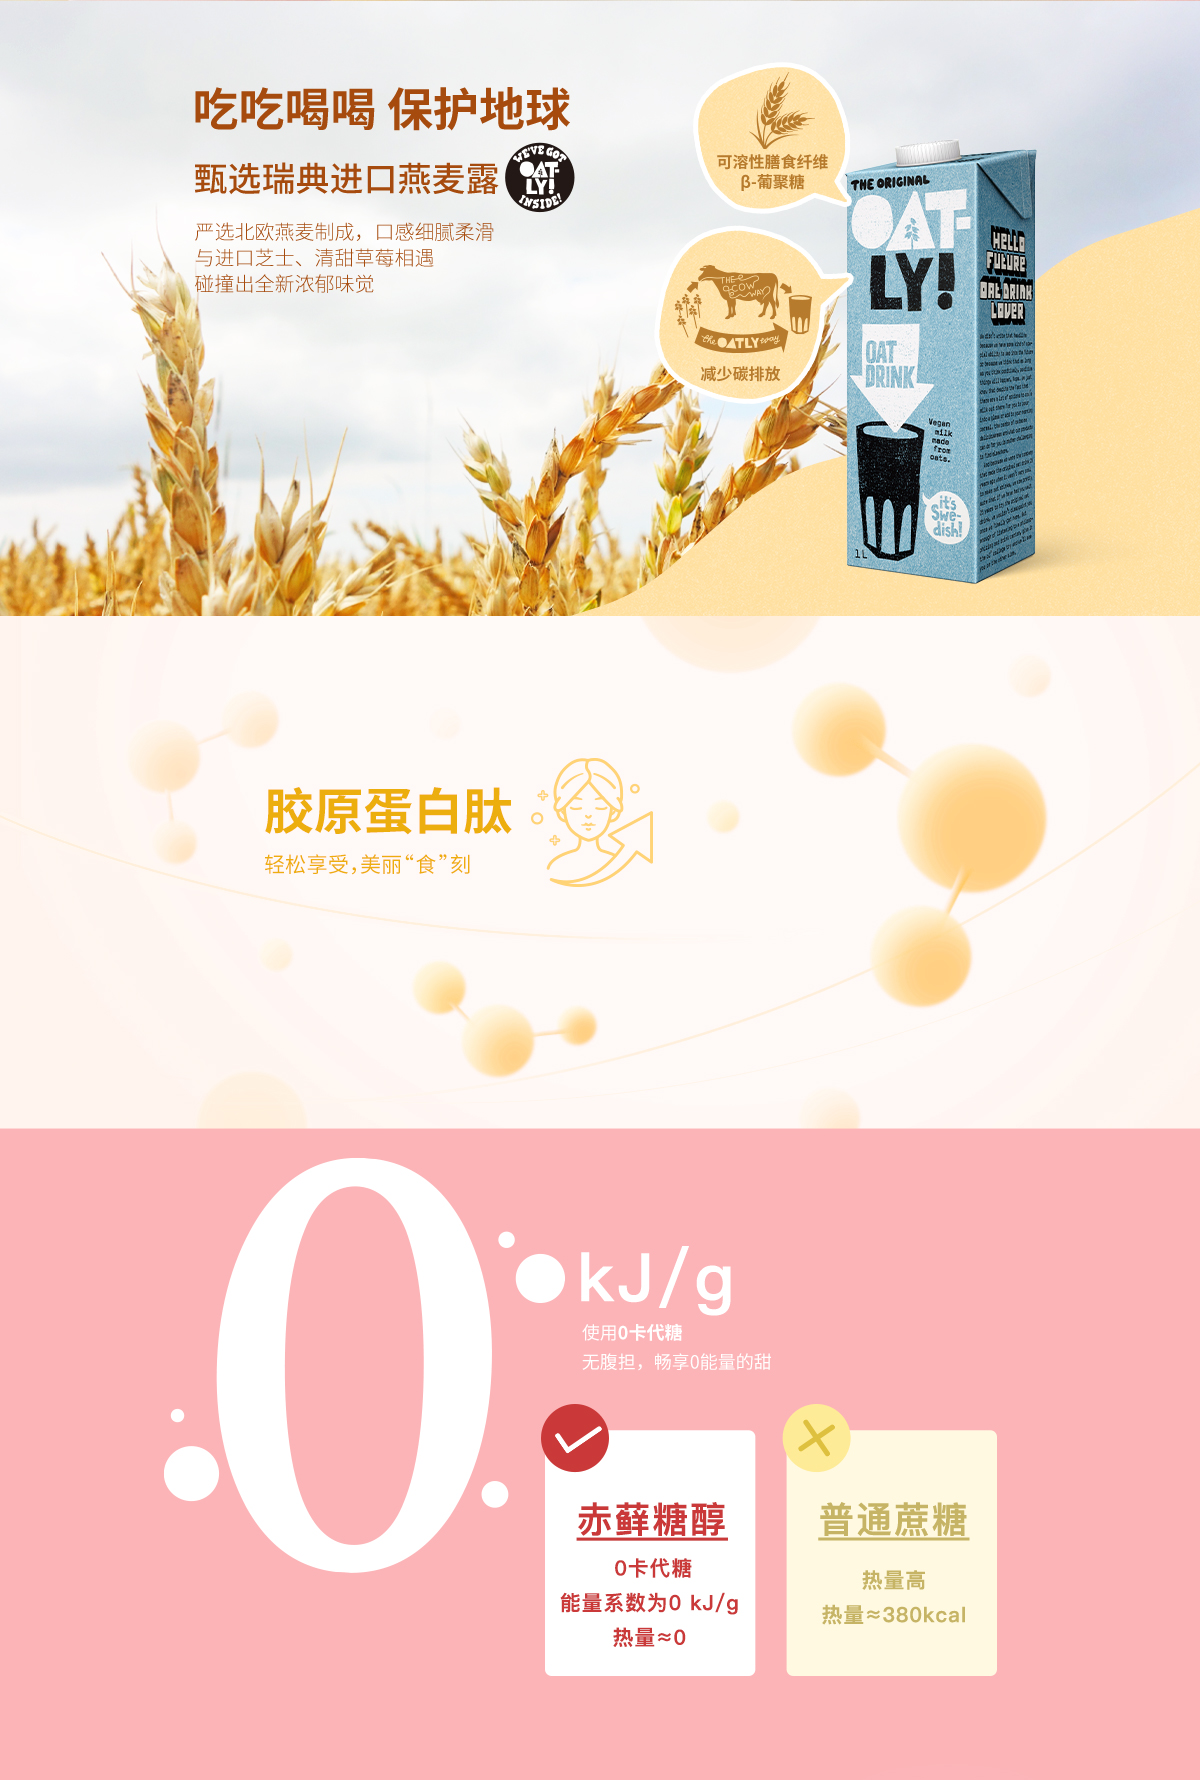 吃吃喝喝 保护地球
甄选瑞典进口燕麦露
WE'VE GOT
OAT-
LY!
INSIDE!
严选北欧燕麦制成，口感细腻柔滑
与进口芝士、清甜草莓相遇
碰撞出全新浓郁味觉
可溶性膳食纤维
β-葡聚糖
THE
COW
WAY
the OATLY way
减少碳排放
THE ORIGINAL
OAT-
LY!
OAT
DRINK
Vegan
milk
made
from
oats.
it's
Swe-
dish!
1L
HELLO
FUTURE
OAT DRINK
LOVER
胶原蛋白肽
轻松享受，美丽“食”刻
0
kJ/g
使用0卡代糖
无腹担，畅享0能量的甜
赤藓糖醇
0卡代糖
能量系数为0 kJ/g
热量≈0
普通蔗糖
热量高
热量≈380kcal